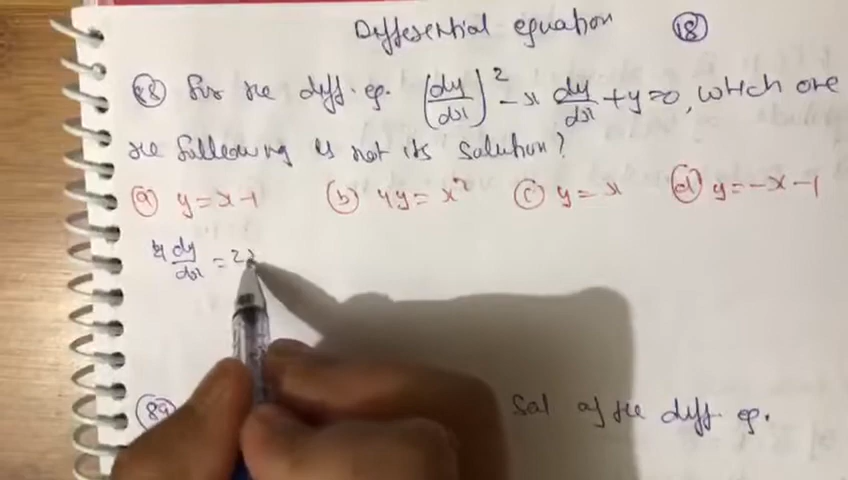 Differential equation (18)
(88) For the diff. eq. (dy/dx)^2 - x dy/dx + y = 0, which one
the following is not its solution?
(a) y = x - 1 (b) 4y = x^2 (c) y = x (d) y = -x - 1
4 dy/dx = 2x
(89) Sol of the diff. eq.